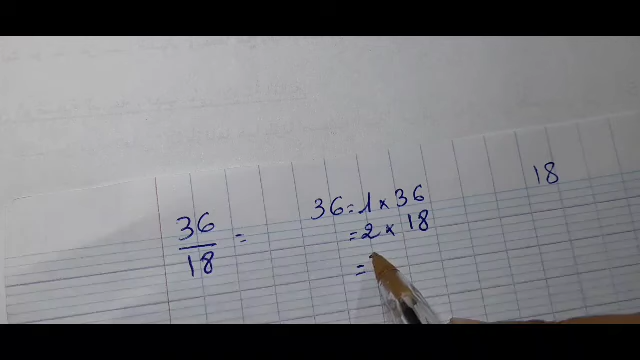 36/18 =
36 = 1 × 36
= 2 × 18
=
18